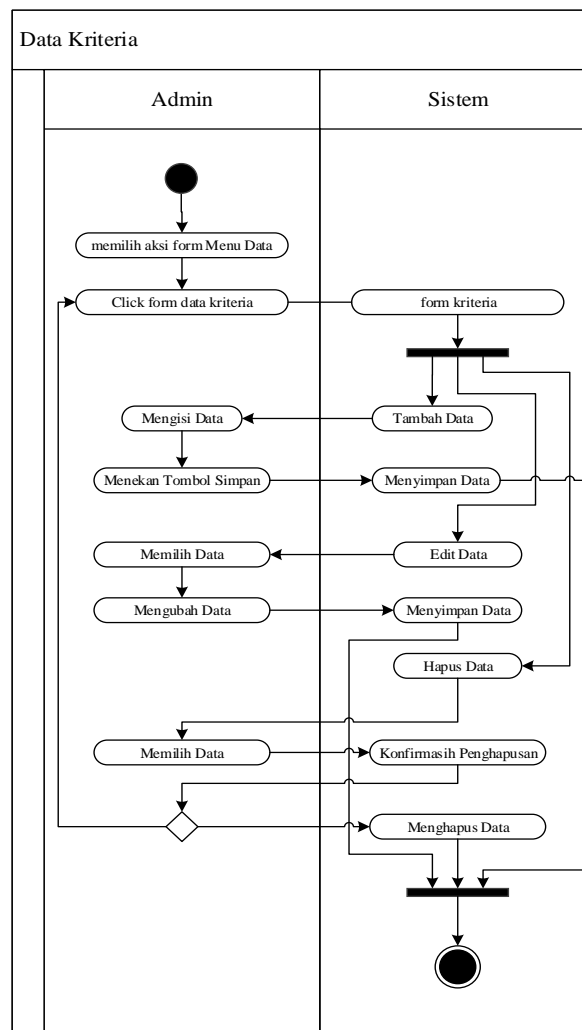 Data Kriteria
Admin
Sistem
memilih aksi form Menu Data
Click form data kriteria
form kriteria
Mengisi Data
Tambah Data
Menekan Tombol Simpan
Menyimpan Data
Memilih Data
Edit Data
Mengubah Data
Menyimpan Data
Hapus Data
Memilih Data
Konfirmasih Penghapusan
Menghapus Data